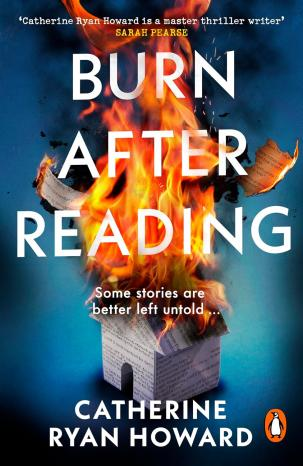 ‘Catherine Ryan Howard is a master thriller writer’
SARAH PEARSE
BURN
AFTER
READING
Some stories are
better left untold ...
CATHERINE
RYAN HOWARD